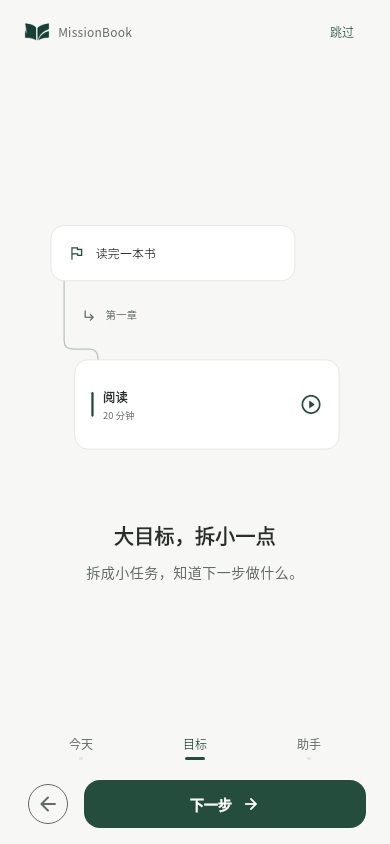 MissionBook
跳过
读完一本书
第一章
阅读
20 分钟
大目标，拆小一点
拆成小任务，知道下一步做什么。
今天
目标
助手
下一步